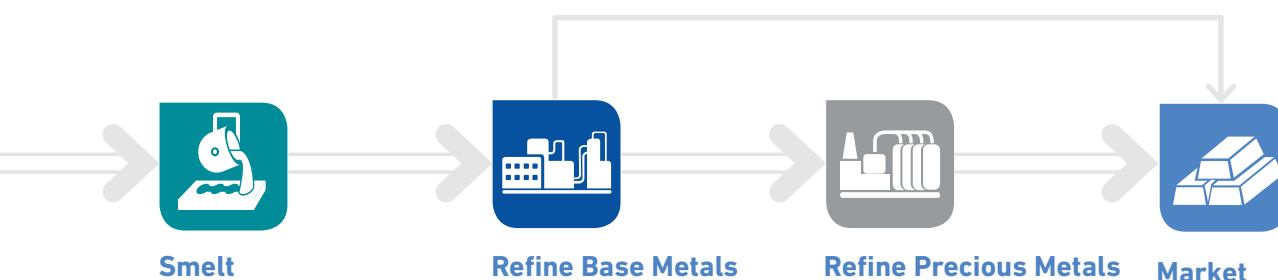 Smelt
Refine Base Metals
Refine Precious Metals
Market